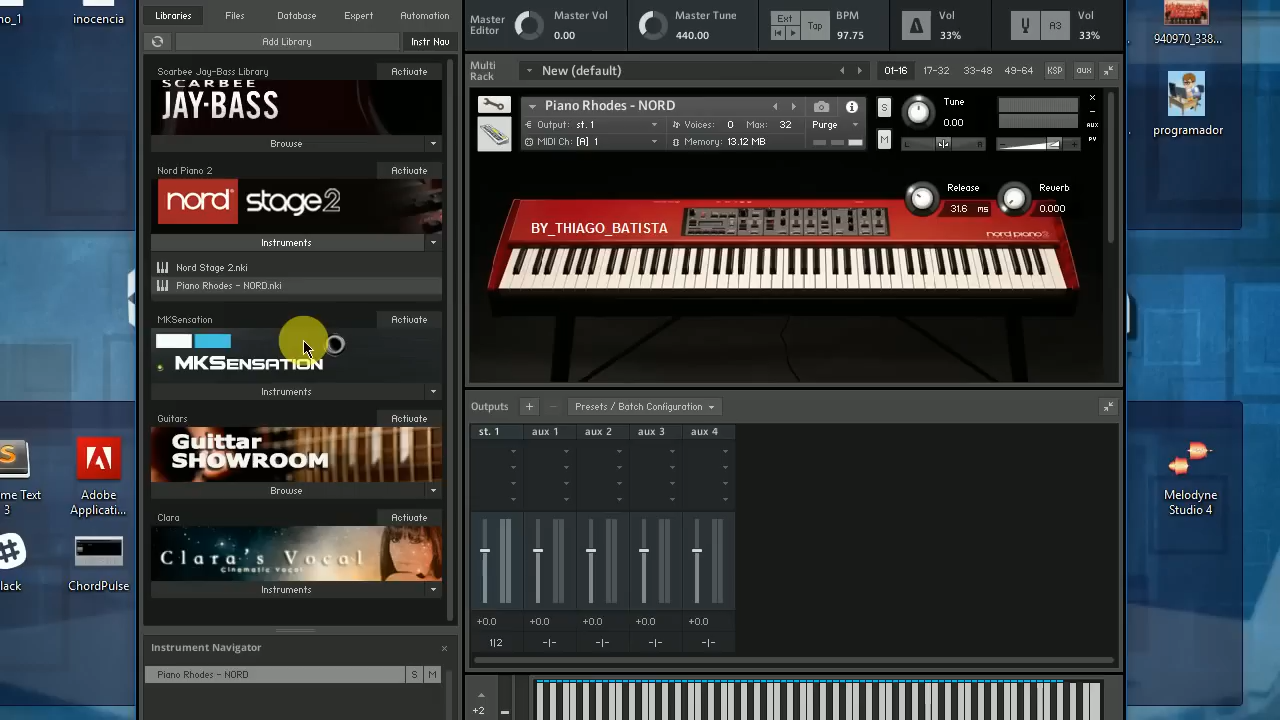 no_1
inocencia
Libraries
Files
Database
Expert
Automation
Add Library
Instr Nav
Scarbee Jay-Bass Library
Activate
SCARBEE
JAY-BASS
Browse
Nord Piano 2
Activate
nord stage2
Instruments
Nord Stage 2.nki
Piano Rhodes - NORD.nki
MKSensation
Activate
MKSENSATION
Instruments
Guitars
Activate
Guittar
SHOWROOM
Browse
Clara
Activate
Clara's Vocal
Cinematic Vocal
Instruments
Instrument Navigator
Piano Rhodes - NORD
S
M
Master Editor
Master Vol
0.00
Master Tune
440.00
Ext
Tap
BPM
97.75
Vol
33%
A3
Vol
33%
Multi Rack
New (default)
01-16
17-32
33-48
49-64
KSP
aux
Piano Rhodes - NORD
Output: st. 1
Voices: 0
Max: 32
Purge
MIDI Ch: [A] 1
Memory: 13.12 MB
S
M
Tune
0.00
L
R
AUX
PV
Release
31.6 ms
Reverb
0.000
BY_THIAGO_BATISTA
nord piano2
Outputs
Presets / Batch Configuration
st. 1
aux 1
aux 2
aux 3
aux 4
+0.0
+0.0
+0.0
+0.0
+0.0
1|2
-|-
-|-
-|-
-|-
+2
940970_338...
programador
Melodyne
Studio 4
me Text
3
Adobe
Applicati...
lack
ChordPulse